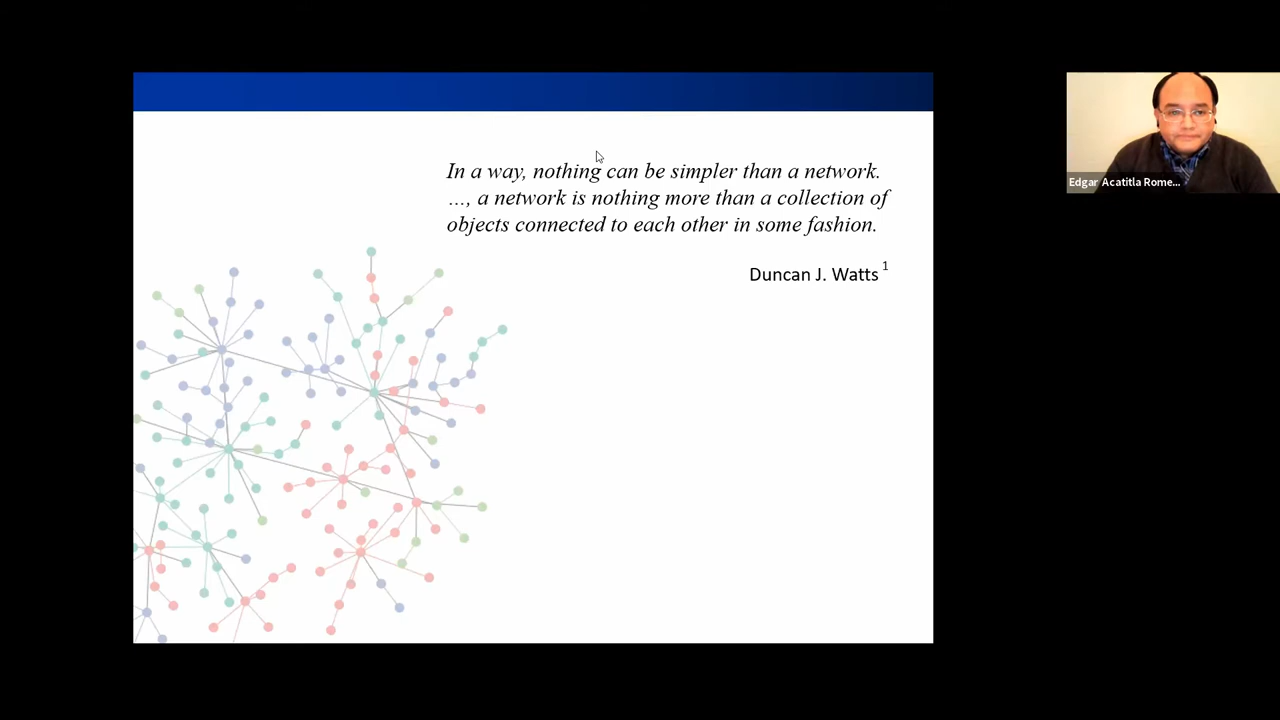 In a way, nothing can be simpler than a network.
..., a network is nothing more than a collection of
objects connected to each other in some fashion.
Duncan J. Watts 1
Edgar Acatitla Rome...